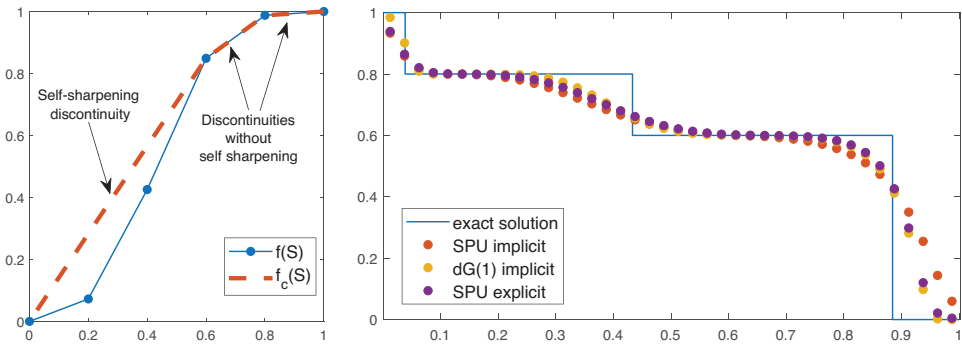 1
0.8
0.6
0.4
0.2
0
0
0.2
0.4
0.6
0.8
1
Self-sharpening
discontinuity
Discontinuities
without
self sharpening
f(S)
f_c(S)
1
0.8
0.6
0.4
0.2
0
0.1
0.2
0.3
0.4
0.5
0.6
0.7
0.8
0.9
1
exact solution
SPU implicit
dG(1) implicit
SPU explicit